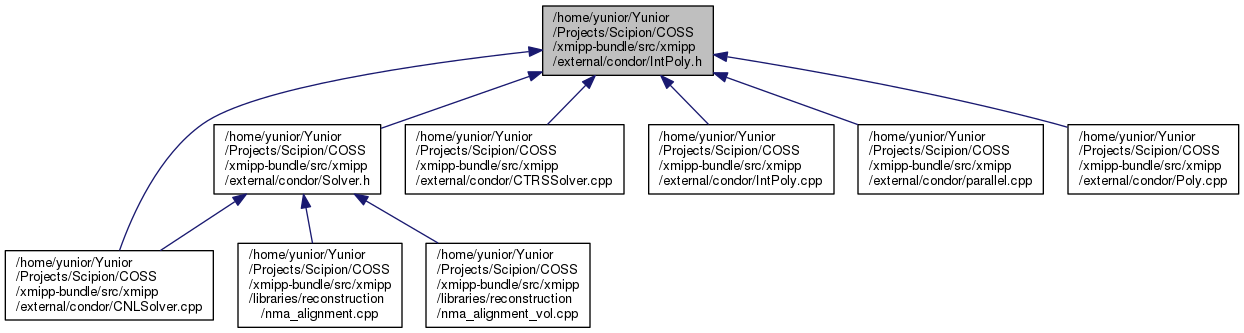 /home/yunior/Yunior
/Projects/Scipion/COSS
/xmipp-bundle/src/xmipp
/external/condor/IntPoly.h
/home/yunior/Yunior
/Projects/Scipion/COSS
/xmipp-bundle/src/xmipp
/external/condor/Solver.h
/home/yunior/Yunior
/Projects/Scipion/COSS
/xmipp-bundle/src/xmipp
/external/condor/CTRSSolver.cpp
/home/yunior/Yunior
/Projects/Scipion/COSS
/xmipp-bundle/src/xmipp
/external/condor/IntPoly.cpp
/home/yunior/Yunior
/Projects/Scipion/COSS
/xmipp-bundle/src/xmipp
/external/condor/parallel.cpp
/home/yunior/Yunior
/Projects/Scipion/COSS
/xmipp-bundle/src/xmipp
/external/condor/Poly.cpp
/home/yunior/Yunior
/Projects/Scipion/COSS
/xmipp-bundle/src/xmipp
/external/condor/CNLSolver.cpp
/home/yunior/Yunior
/Projects/Scipion/COSS
/xmipp-bundle/src/xmipp
/libraries/reconstruction
/nma_alignment.cpp
/home/yunior/Yunior
/Projects/Scipion/COSS
/xmipp-bundle/src/xmipp
/libraries/reconstruction
/nma_alignment_vol.cpp